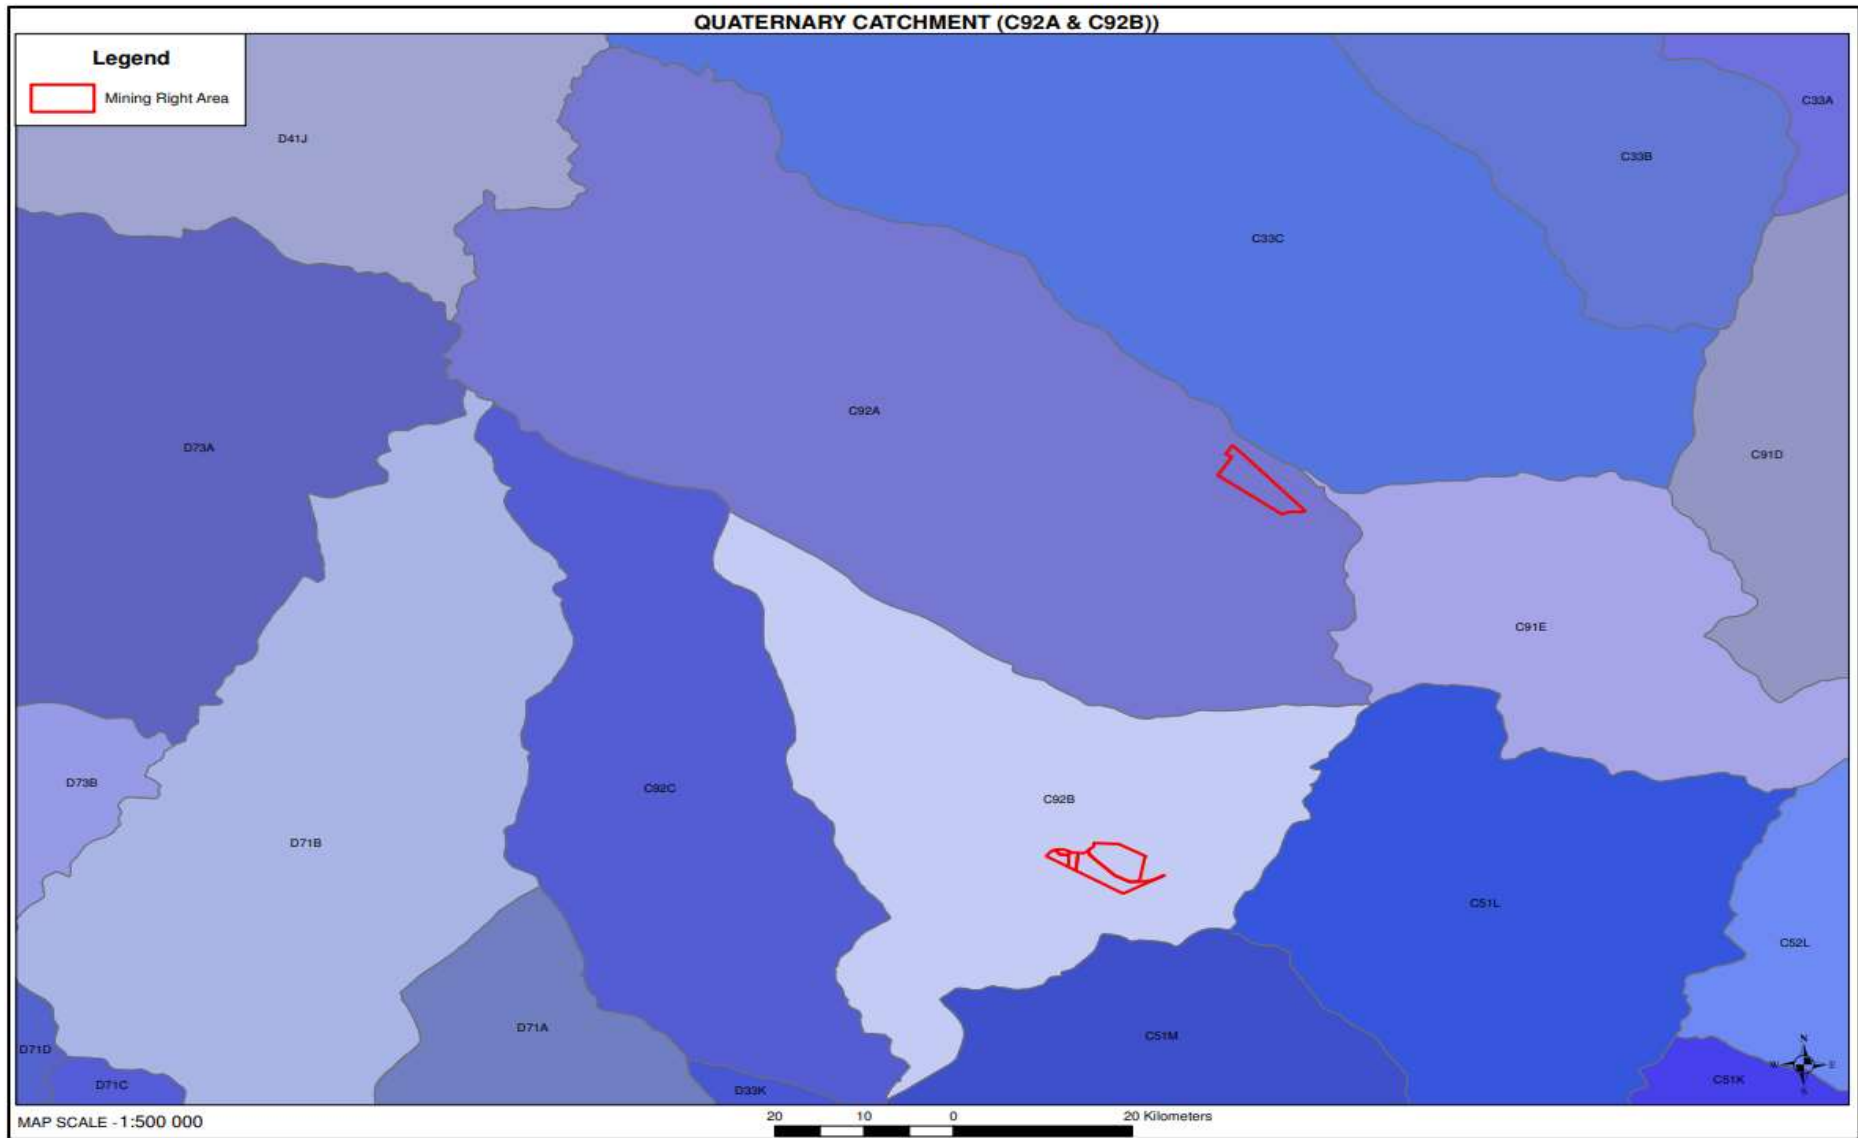 QUATERNARY CATCHMENT (C92A & C92B))
Legend
Mining Right Area
C33A
D41J
C33B
C33C
C92A
D73A
C91D
C91E
D73B
C92C
C92B
D71B
C51L
C52L
D71A
C51M
N
D71D
W E
S
D71C
D33K
C51K
MAP SCALE - 1:500 000
20 10 0 20 Kilometers